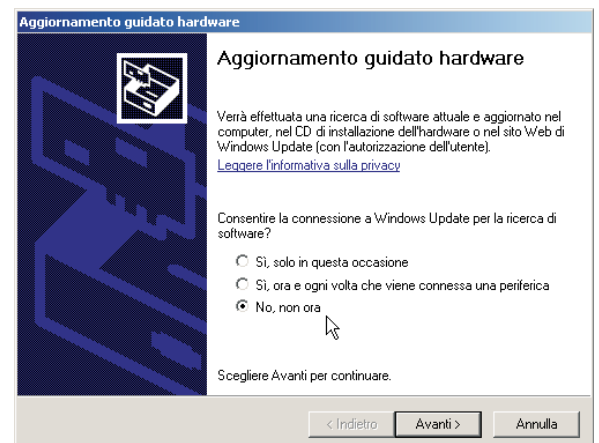 Aggiornamento guidato hardware
Aggiornamento guidato hardware
Verrà effettuata una ricerca di software attuale e aggiornato nel
computer, nel CD di installazione dell'hardware o nel sito Web di
Windows Update (con l'autorizzazione dell'utente).
Leggere l'informativa sulla privacy
Consentire la connessione a Windows Update per la ricerca di
software?
Sì, solo in questa occasione
Sì, ora e ogni volta che viene connessa una periferica
No, non ora
Scegliere Avanti per continuare.
< Indietro Avanti > Annulla